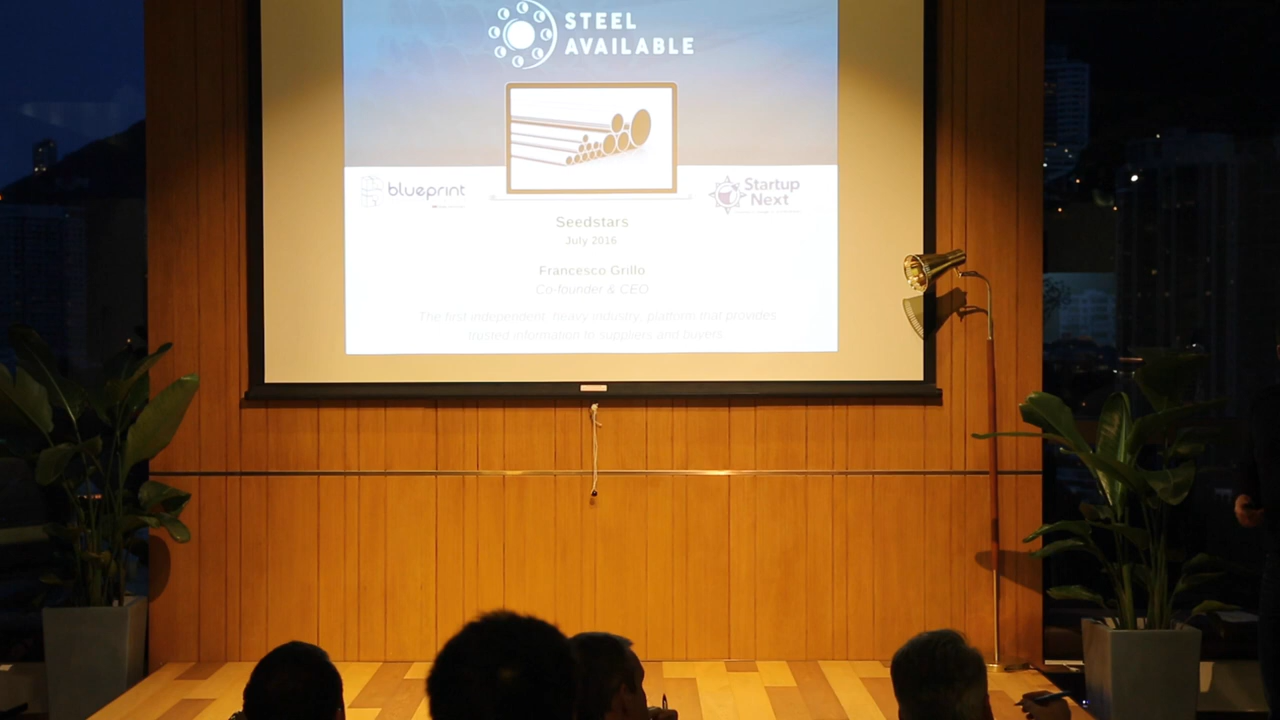 STEEL
AVAILABLE
blueprint
Startup
Next
Seedstars
July 2016
Francesco Grillo
Co-founder & CEO
The first independent, heavy industry, platform that provides
trusted information to suppliers and buyers.